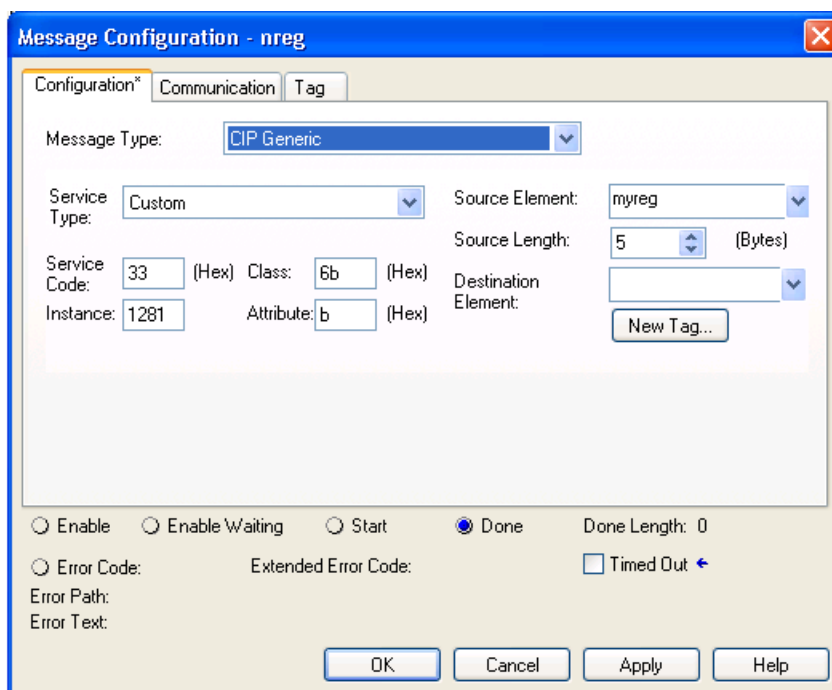 Message Configuration - nreg
Configuration* Communication Tag
Message Type: CIP Generic
Service Type: Custom
Source Element: myreg
Source Length: 5 (Bytes)
Service Code: 33 (Hex) Class: 6b (Hex)
Destination Element:
Instance: 1281 Attribute: b (Hex)
New Tag...
Enable Enable Waiting Start Done Done Length: 0
Error Code: Extended Error Code: Timed Out
Error Path:
Error Text:
OK Cancel Apply Help